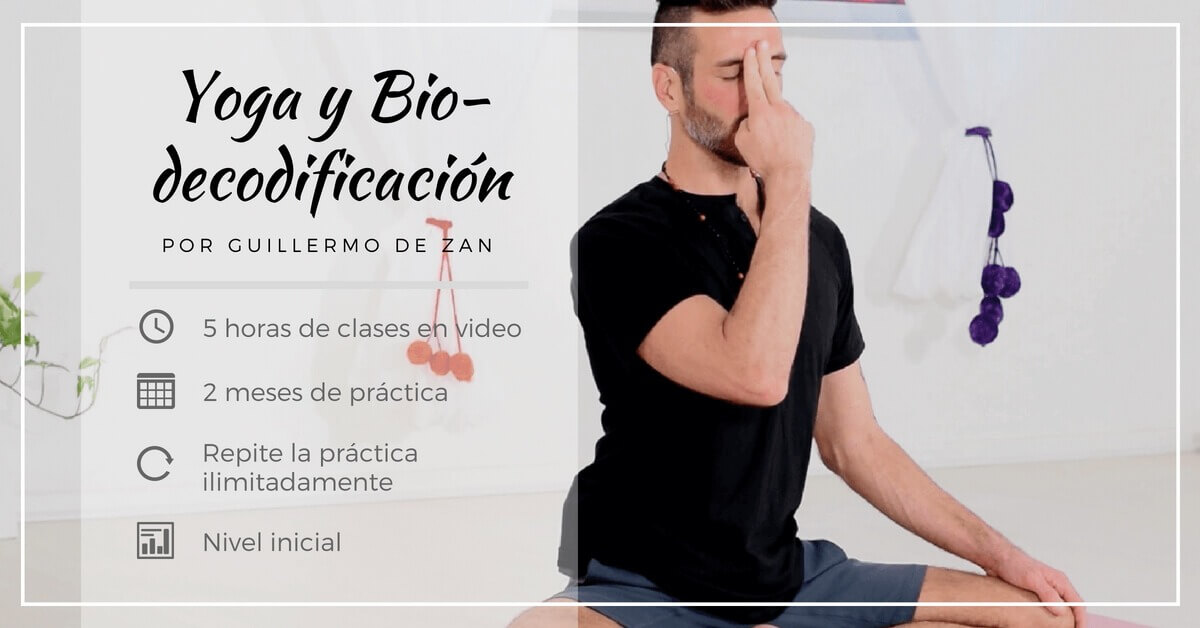 Yoga y Bio-
decodificación
POR GUILLERMO DE ZAN
5 horas de clases en video
2 meses de práctica
Repite la práctica
ilimitadamente
Nivel inicial